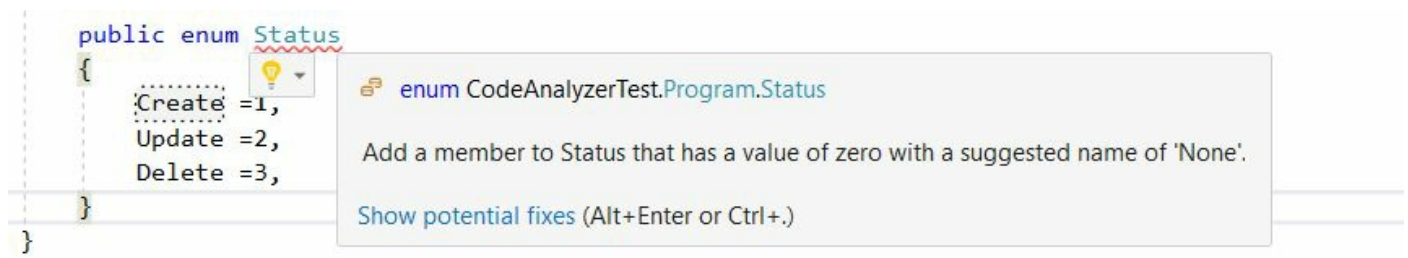 public enum Status
{
enum CodeAnalyzerTest.Program.Status
Create =1,
Update =2,
Add a member to Status that has a value of zero with a suggested name of 'None'.
Delete =3,
}
Show potential fixes (Alt+Enter or Ctrl+.)
}